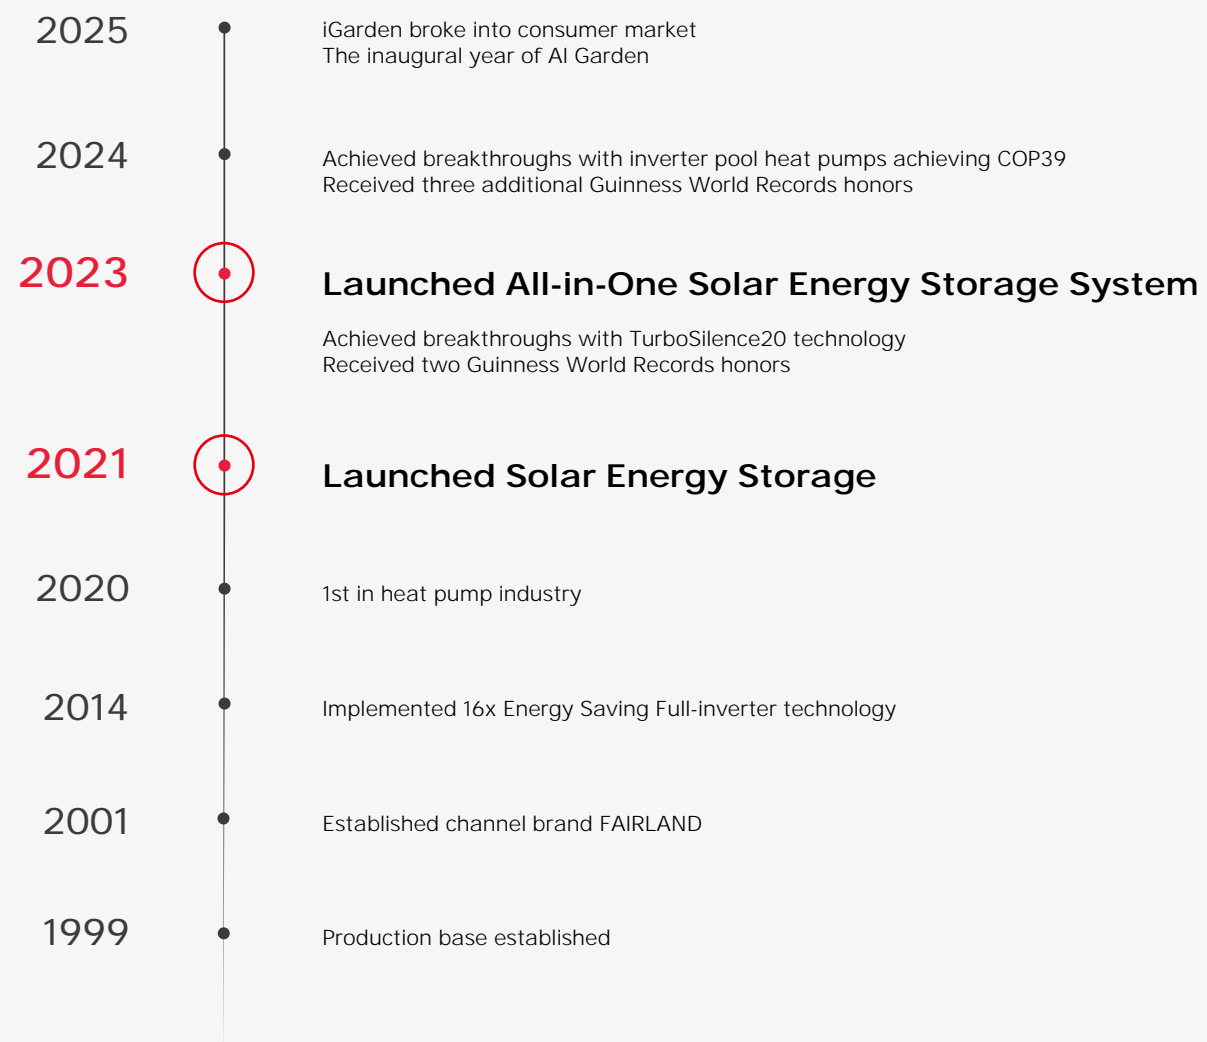 2025
iGarden broke into consumer market
The inaugural year of AI Garden
2024
Achieved breakthroughs with inverter pool heat pumps achieving COP39
Received three additional Guinness World Records honors
2023
Launched All-in-One Solar Energy Storage System
Achieved breakthroughs with TurboSilence20 technology
Received two Guinness World Records honors
2021
Launched Solar Energy Storage
2020
1st in heat pump industry
2014
Implemented 16x Energy Saving Full-inverter technology
2001
Established channel brand FAIRLAND
1999
Production base established